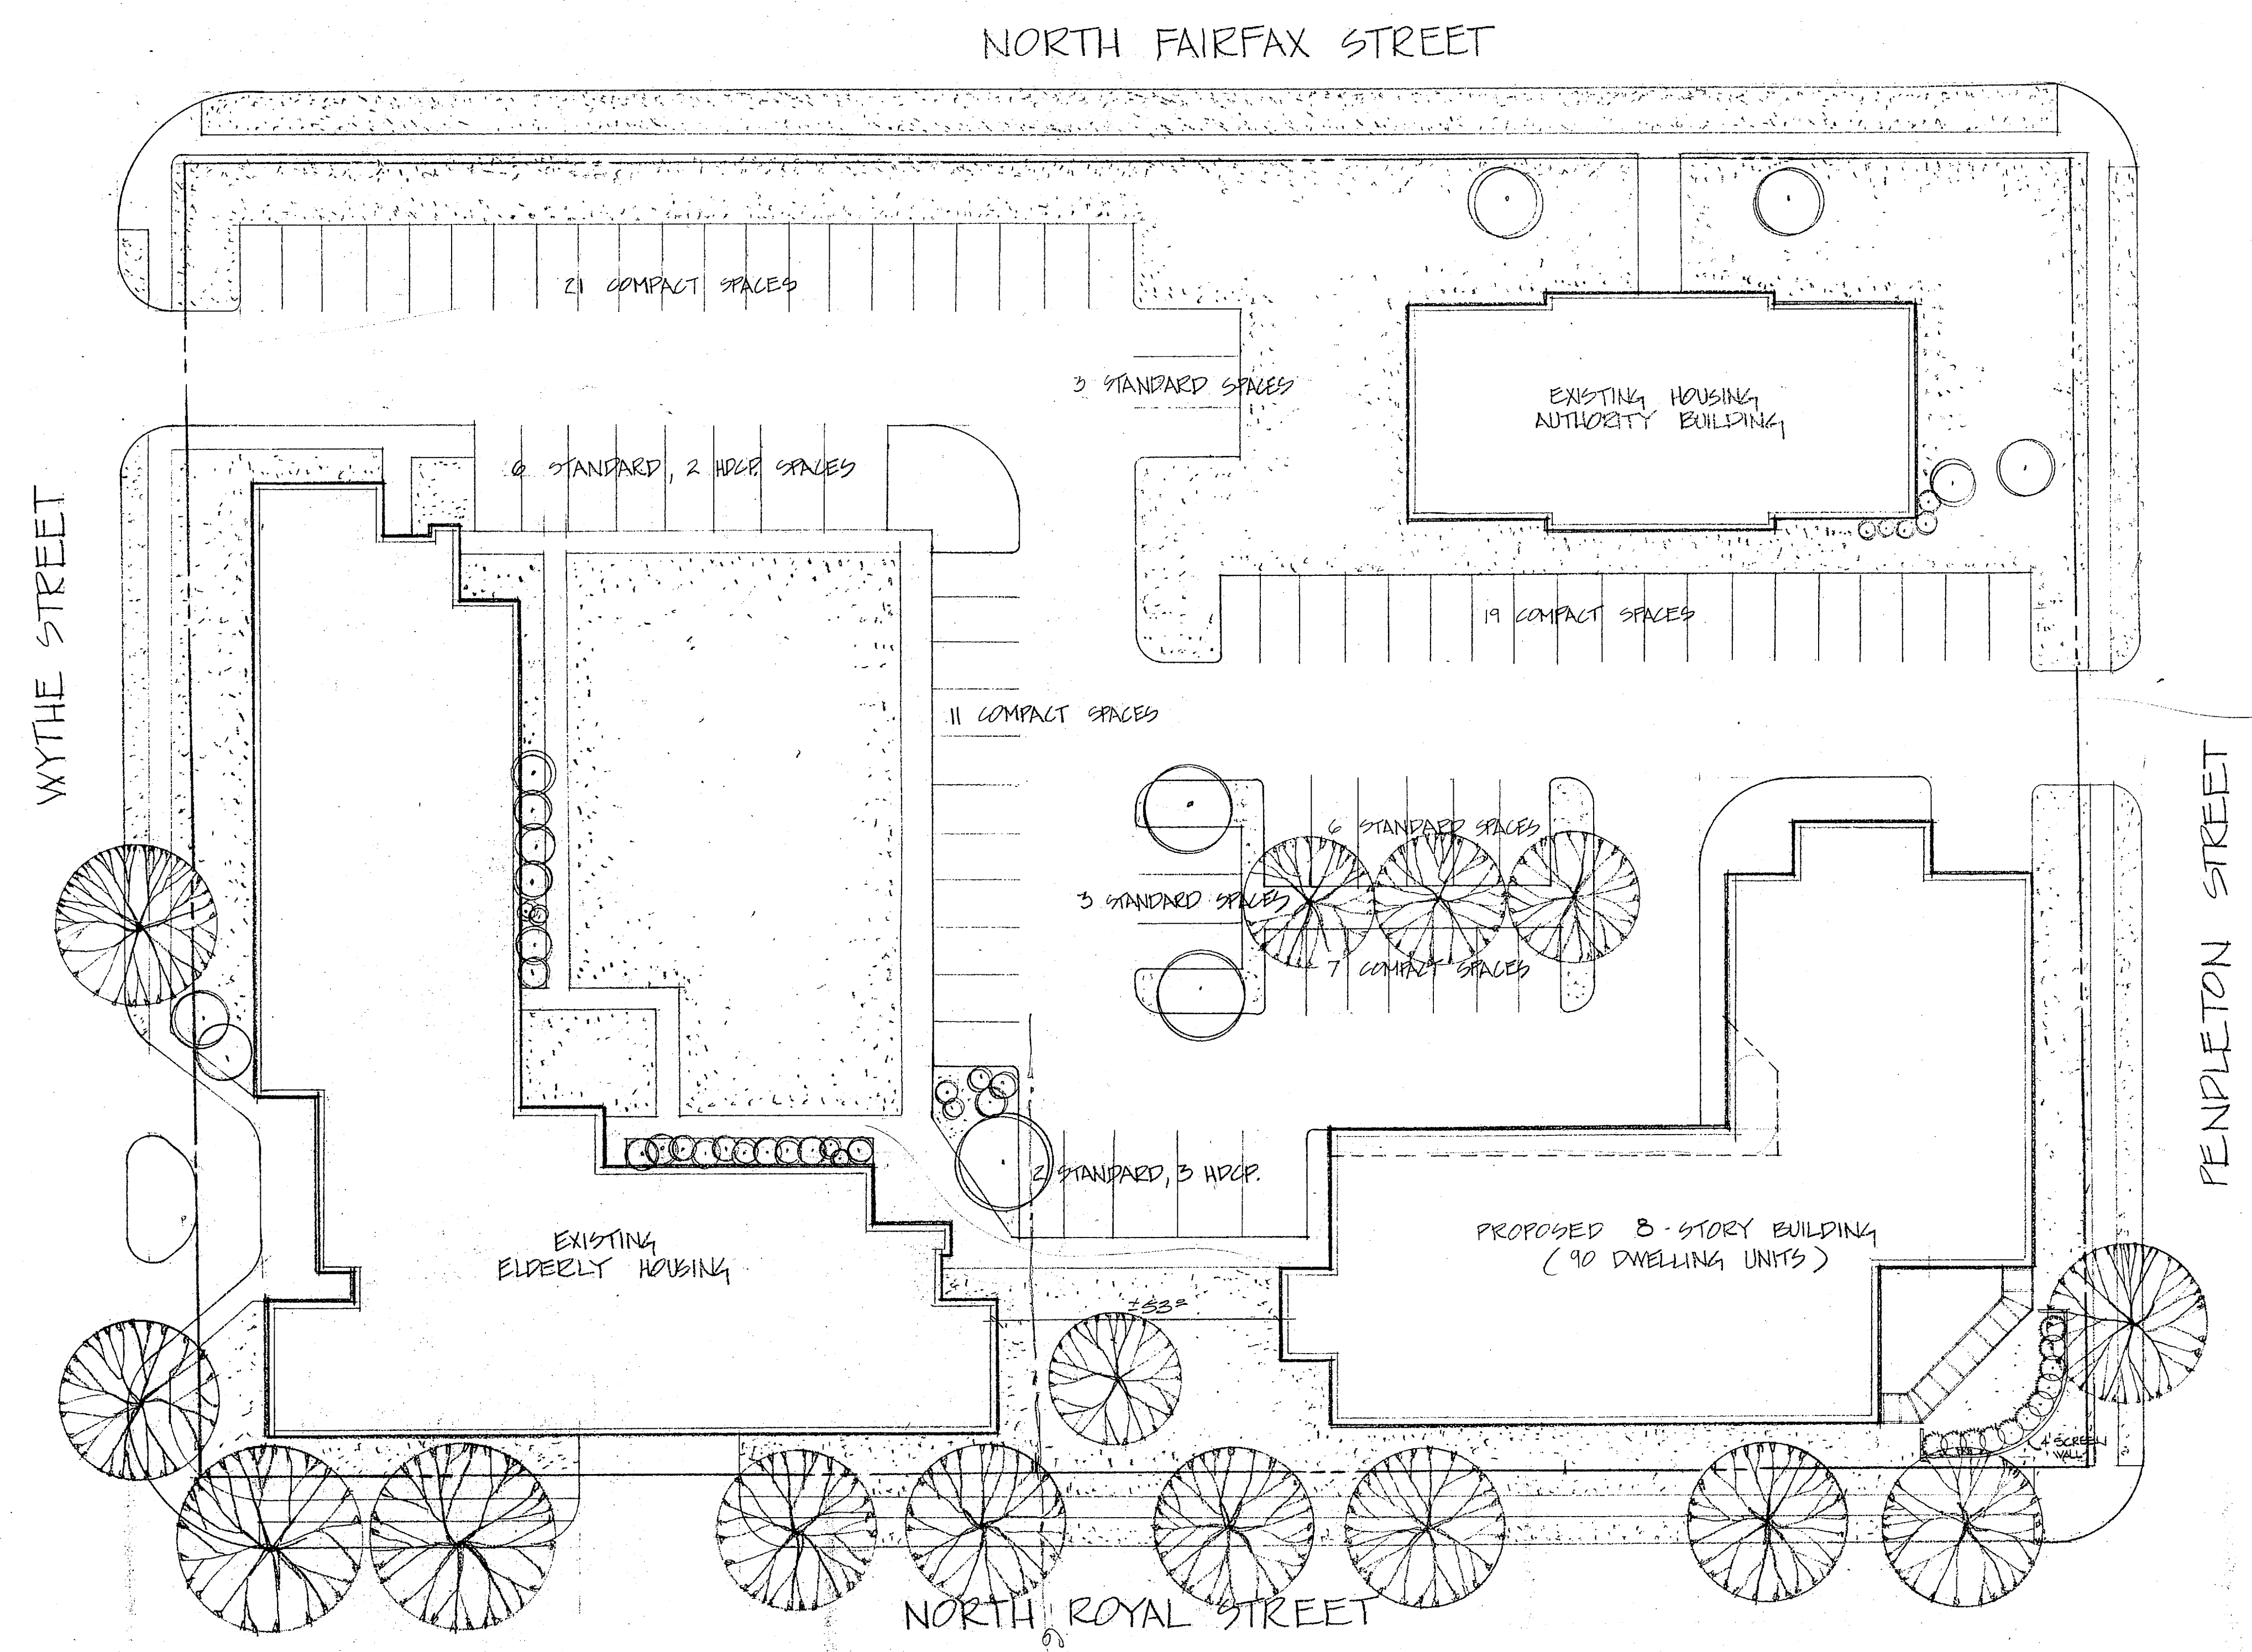 NORTH FAIRFAX STREET
21 COMPACT SPACES
3 STANDARD SPACES
EXISTING HOUSING
AUTHORITY BUILDING
6 STANDARD, 2 HDCP. SPACES
WYTHE STREET
19 COMPACT SPACES
11 COMPACT SPACES
6 STANDARD SPACES
3 STANDARD SPACES
7 COMPACT SPACES
PENDLETON STREET
2 STANDARD, 3 HDCP.
EXISTING
ELDERLY HOUSING
PROPOSED 8-STORY BUILDING
(90 DWELLING UNITS)
±53º
4' SCREEN
WALL
NORTH ROYAL STREET